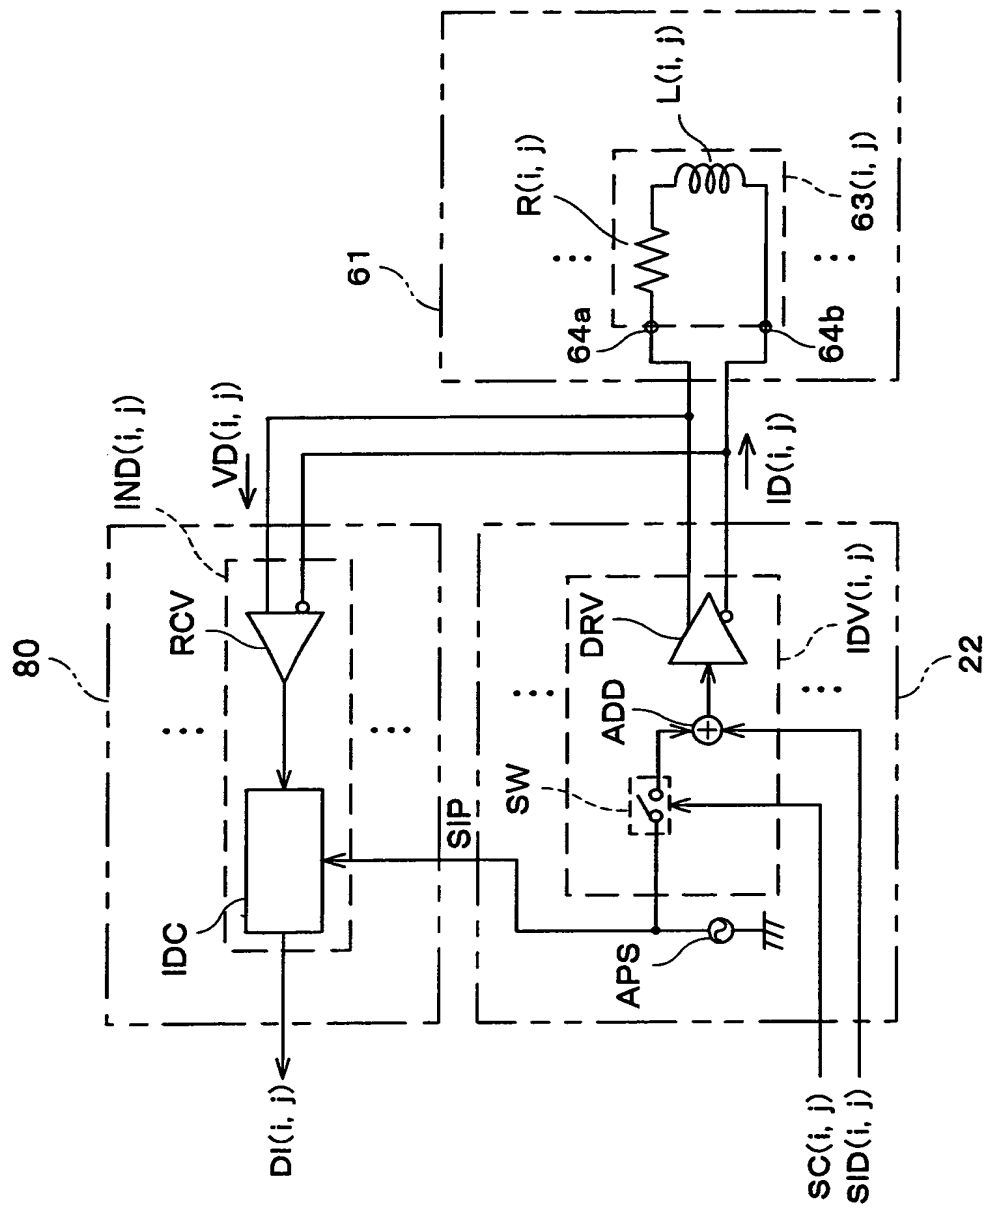 80
IND(i, j)
VD(i, j)
61
RCV
IDC
DI(i, j)
R(i, j)
L(i, j)
64a
64b
63(i, j)
SIP
ID(i, j)
DRV
ADD
SW
APS
IDV(i, j)
22
SC(i, j)
SID(i, j)